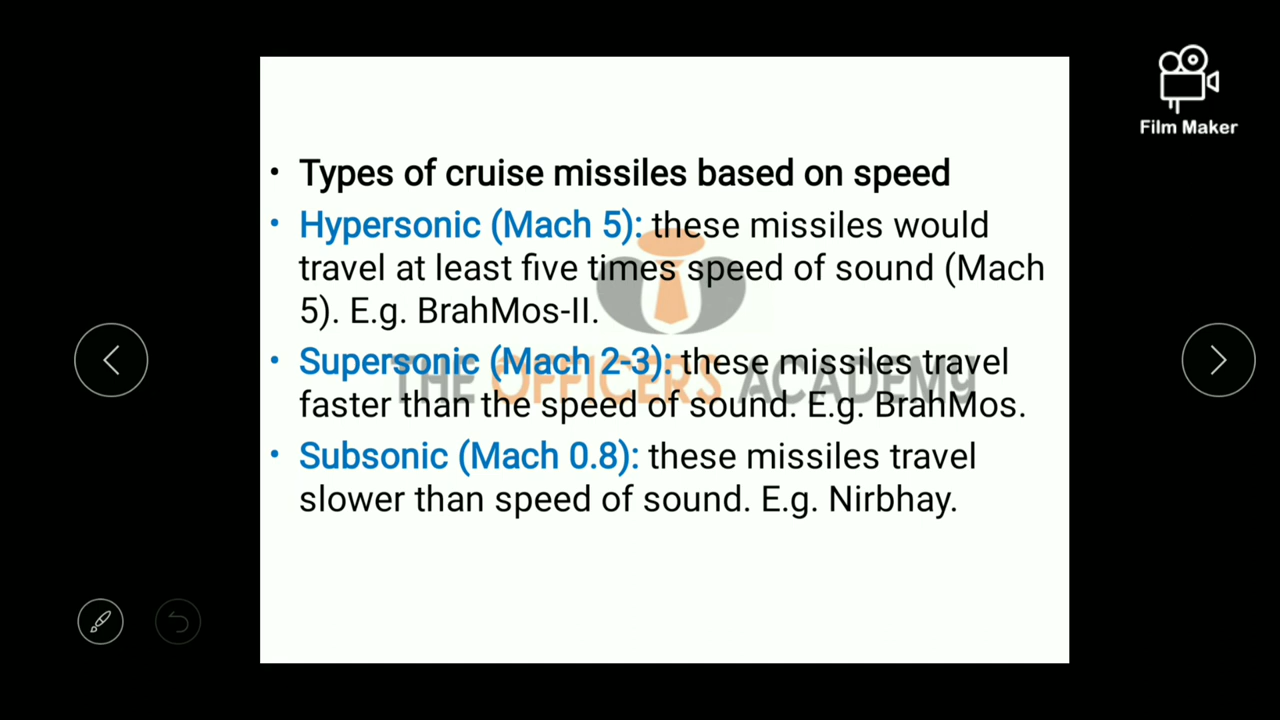 Film Maker
• Types of cruise missiles based on speed
• Hypersonic (Mach 5): these missiles would
travel at least five times speed of sound (Mach
5). E.g. BrahMos-II.
• Supersonic (Mach 2-3): these missiles travel
THE OFFICERS ACADEMY
faster than the speed of sound. E.g. BrahMos.
• Subsonic (Mach 0.8): these missiles travel
slower than speed of sound. E.g. Nirbhay.